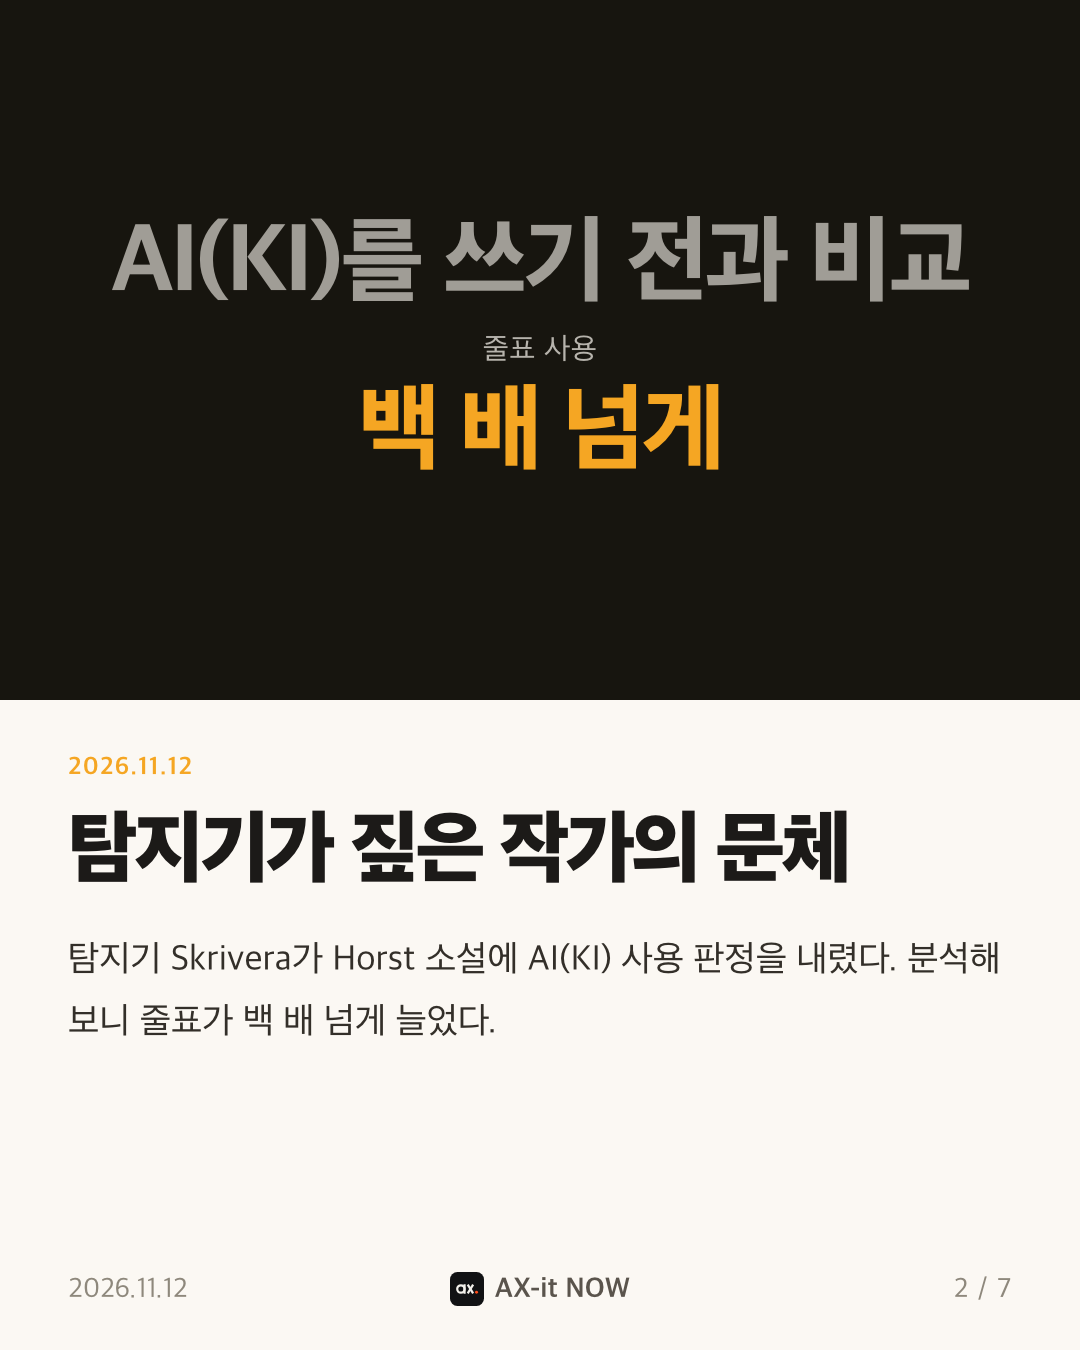 AI(KI)를 쓰기 전과 비교
줄표 사용
백 배 넘게
2026.11.12
탐지기가 짚은 작가의 문체
탐지기 Skrivera가 Horst 소설에 AI(KI) 사용 판정을 내렸다. 분석해
보니 줄표가 백 배 넘게 늘었다.
2026.11.12
ax.
AX-it NOW
2 / 7